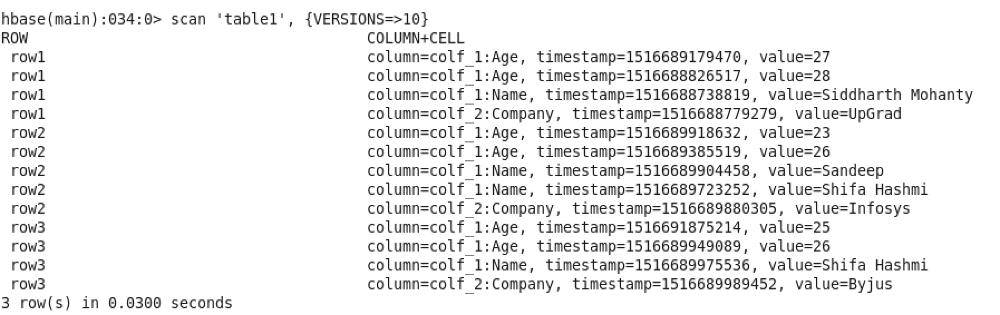 hbase(main):034:0> scan 'table1', {VERSIONS=>10}
ROW COLUMN+CELL
row1 column=colf_1:Age, timestamp=1516689179470, value=27
row1 column=colf_1:Age, timestamp=1516688826517, value=28
row1 column=colf_1:Name, timestamp=1516688738819, value=Siddharth Mohanty
row1 column=colf_2:Company, timestamp=1516688779279, value=UpGrad
row2 column=colf_1:Age, timestamp=1516689918632, value=23
row2 column=colf_1:Age, timestamp=1516689385519, value=26
row2 column=colf_1:Name, timestamp=1516689904458, value=Sandeep
row2 column=colf_1:Name, timestamp=1516689723252, value=Shifa Hashmi
row2 column=colf_2:Company, timestamp=1516689880305, value=Infosys
row3 column=colf_1:Age, timestamp=1516691875214, value=25
row3 column=colf_1:Age, timestamp=1516689949089, value=26
row3 column=colf_1:Name, timestamp=1516689975536, value=Shifa Hashmi
row3 column=colf_2:Company, timestamp=1516689989452, value=Byjus
3 row(s) in 0.0300 seconds